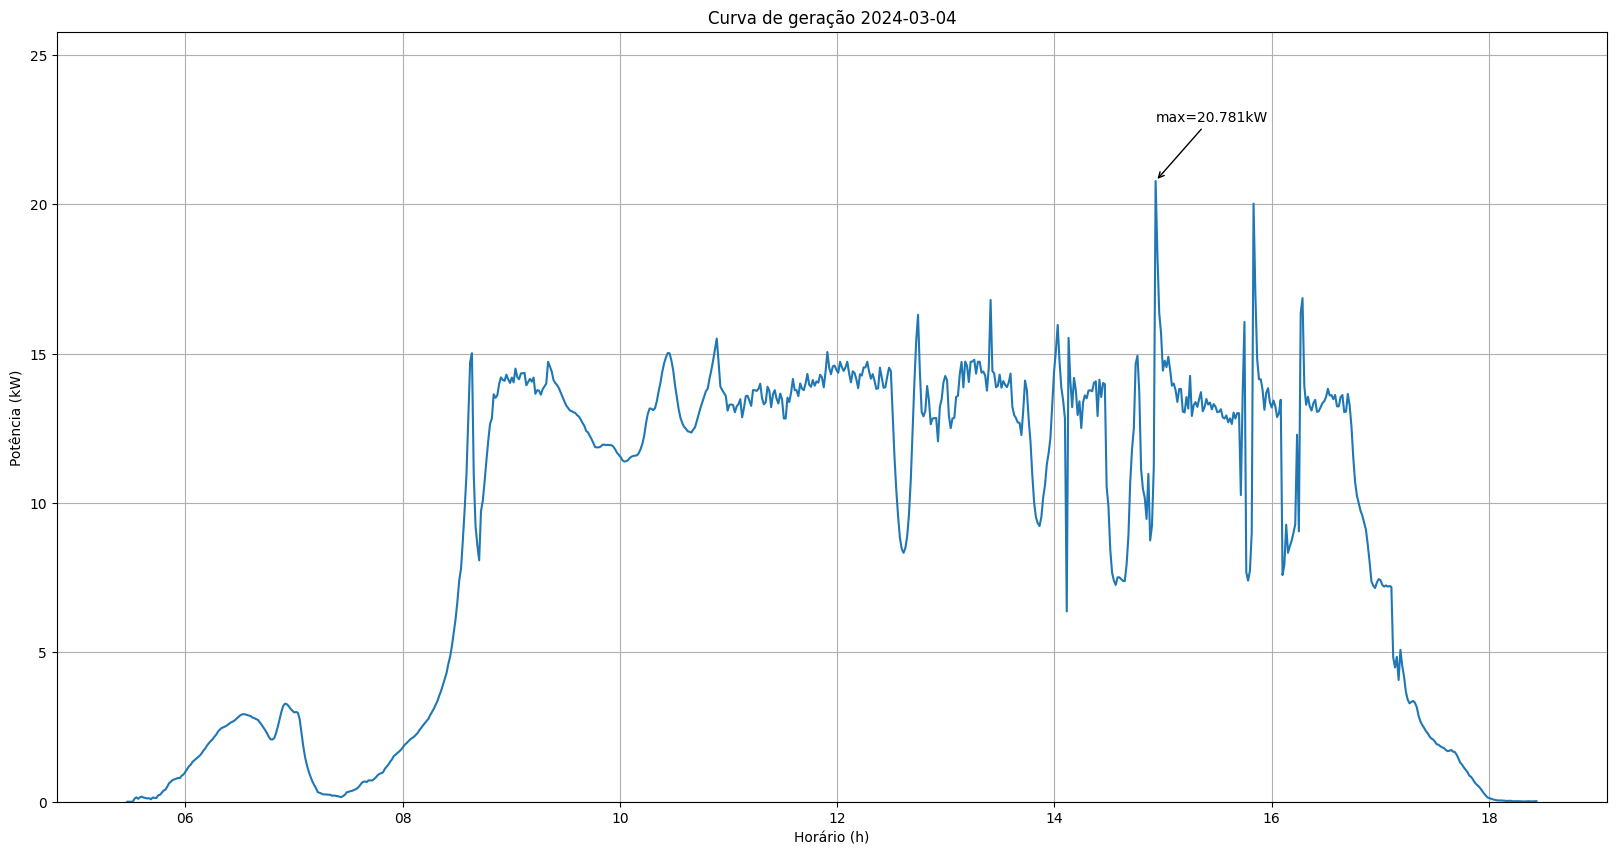 Curva de geração 2024-03-04
25
max=20.781kW
20
15
Potência (kW)
10
5
0
06 08 10 12 14 16 18
Horário (h)